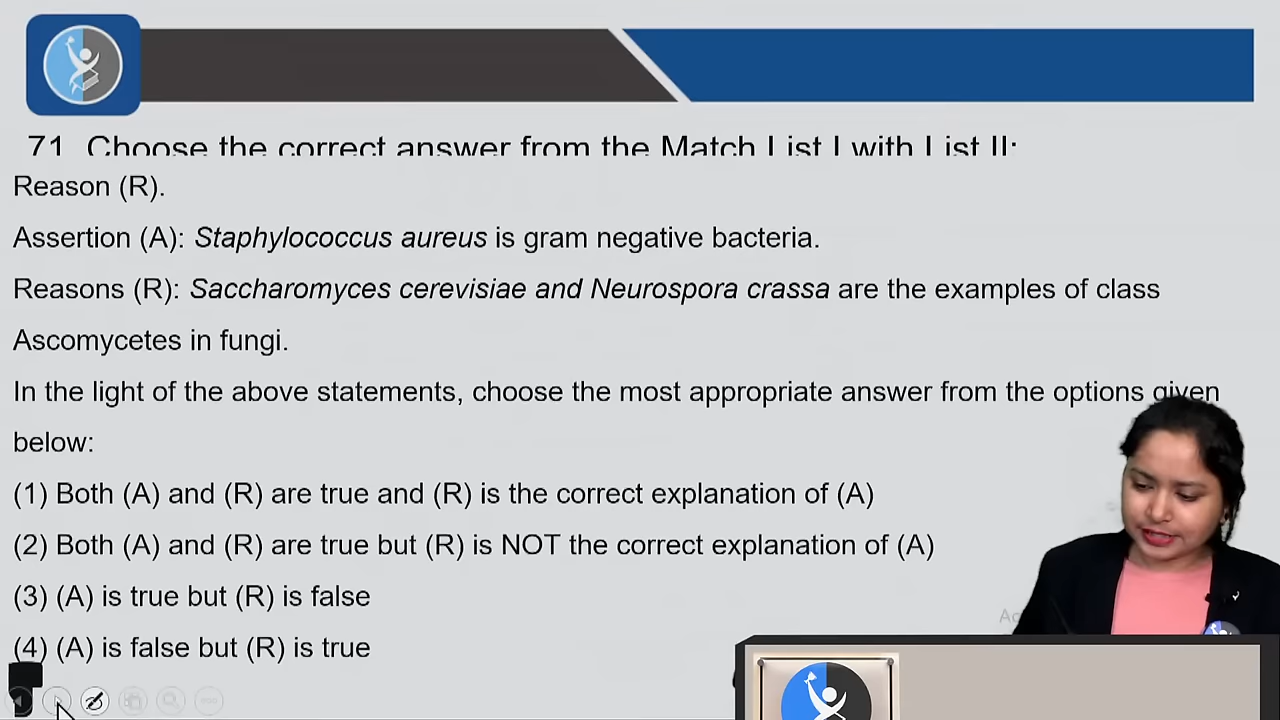 71. Choose the correct answer from the Match List I with List II:
Reason (R).
Assertion (A): Staphylococcus aureus is gram negative bacteria.
Reasons (R): Saccharomyces cerevisiae and Neurospora crassa are the examples of class
Ascomycetes in fungi.
In the light of the above statements, choose the most appropriate answer from the options given
below:
(1) Both (A) and (R) are true and (R) is the correct explanation of (A)
(2) Both (A) and (R) are true but (R) is NOT the correct explanation of (A)
(3) (A) is true but (R) is false
(4) (A) is false but (R) is true